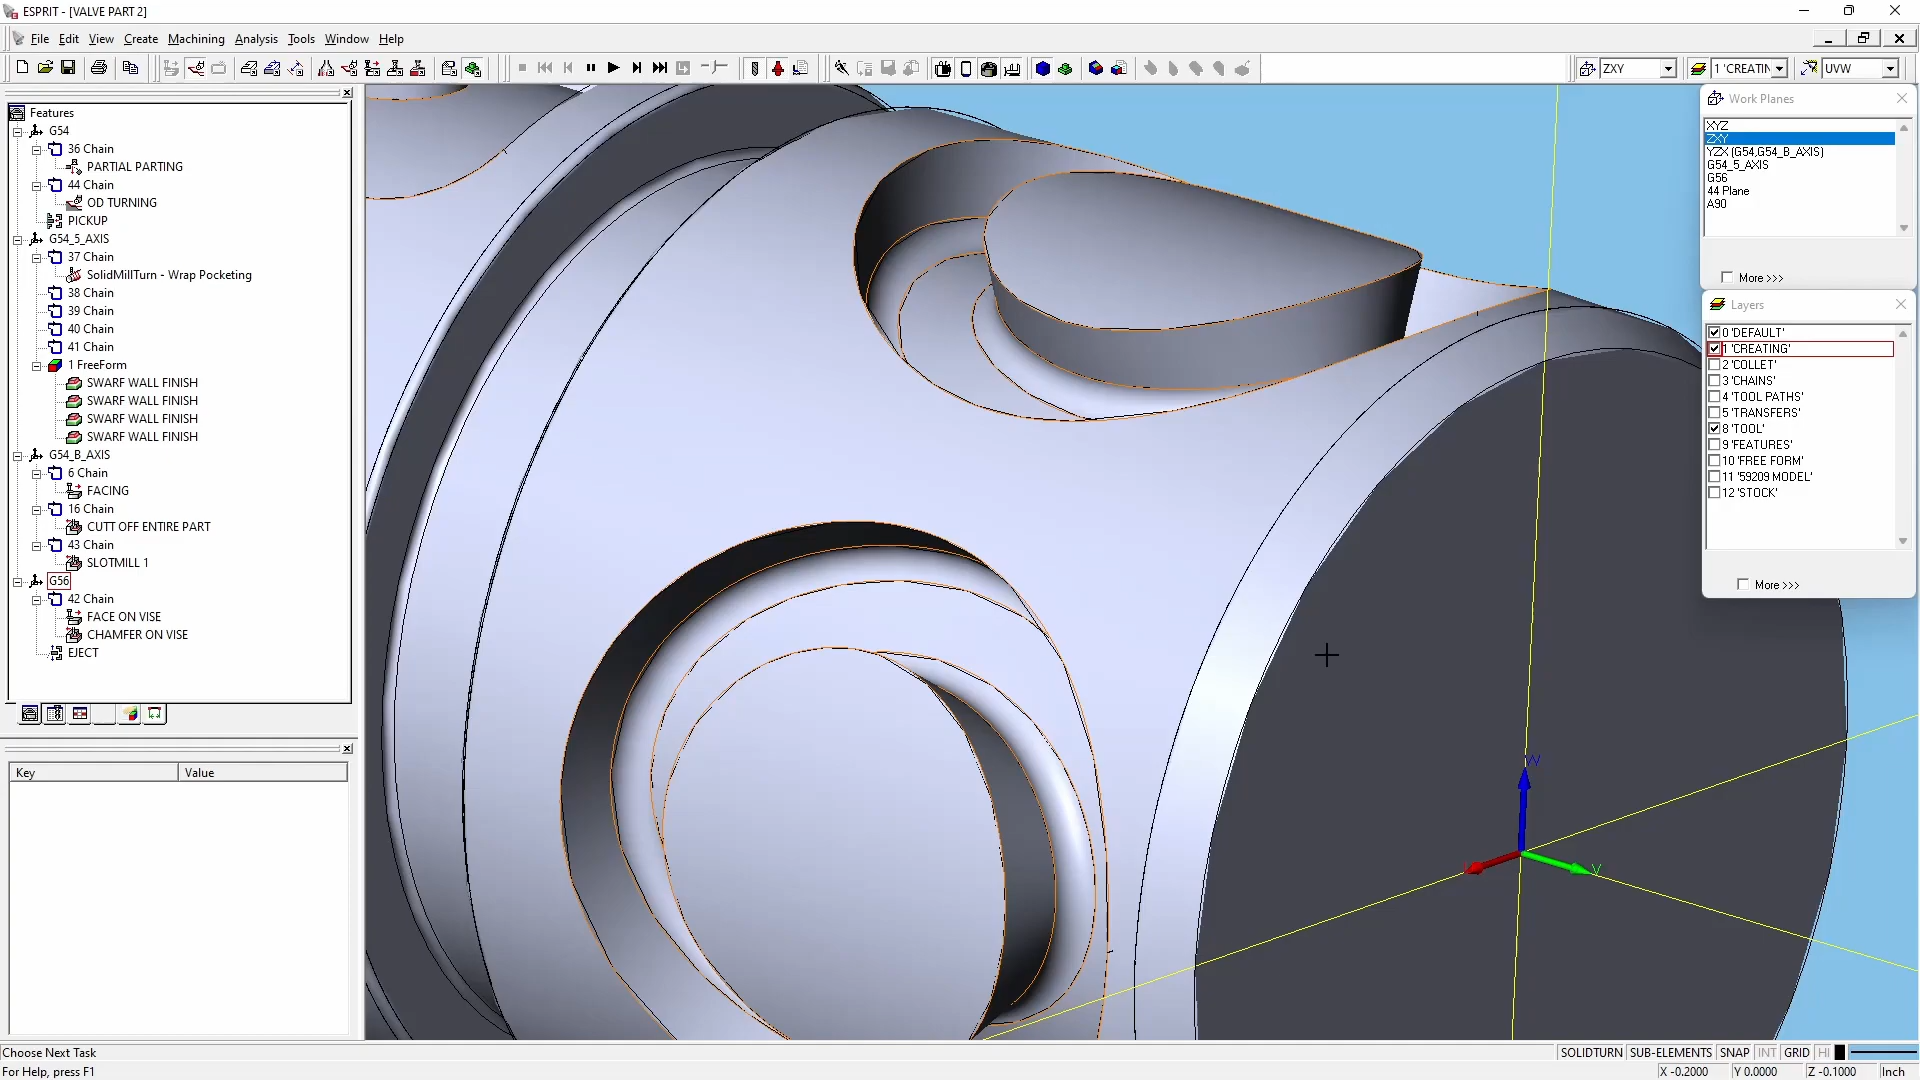 ESPRIT - [VALVE PART 2]
File Edit View Create Machining Analysis Tools Window Help
ZXY
1 'CREATIN
UVW
Features
G54
36 Chain
PARTIAL PARTING
44 Chain
OD TURNING
PICKUP
G54_5_AXIS
37 Chain
SolidMillTurn - Wrap Pocketing
38 Chain
39 Chain
40 Chain
41 Chain
1 FreeForm
SWARF WALL FINISH
SWARF WALL FINISH
SWARF WALL FINISH
SWARF WALL FINISH
G54_B_AXIS
6 Chain
FACING
16 Chain
CUTT OFF ENTIRE PART
43 Chain
SLOTMILL 1
G56
42 Chain
FACE ON VISE
CHAMFER ON VISE
EJECT
Key Value
Work Planes
XYZ
ZXY
YZX (G54,G54_B_AXIS)
G54_5_AXIS
G56
44 Plane
A90
More >>>
Layers
0 'DEFAULT'
1 'CREATING'
2 'COLLET'
3 'CHAINS'
4 'TOOL PATHS'
5 'TRANSFERS'
8 'TOOL'
9 'FEATURES'
10 'FREE FORM'
11 '59209 MODEL'
12 'STOCK'
More >>>
W
V
Choose Next Task
SOLIDTURN SUB-ELEMENTS SNAP INT GRID HI
For Help, press F1
X -0.2000 Y 0.0000 Z -0.1000 Inch